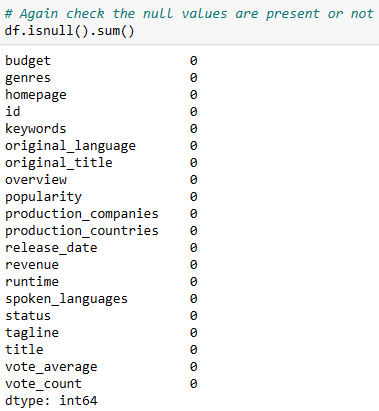 # Again check the null values are present or not
df.isnull().sum()
budget 0
genres 0
homepage 0
id 0
keywords 0
original_language 0
original_title 0
overview 0
popularity 0
production_companies 0
production_countries 0
release_date 0
revenue 0
runtime 0
spoken_languages 0
status 0
tagline 0
title 0
vote_average 0
vote_count 0
dtype: int64